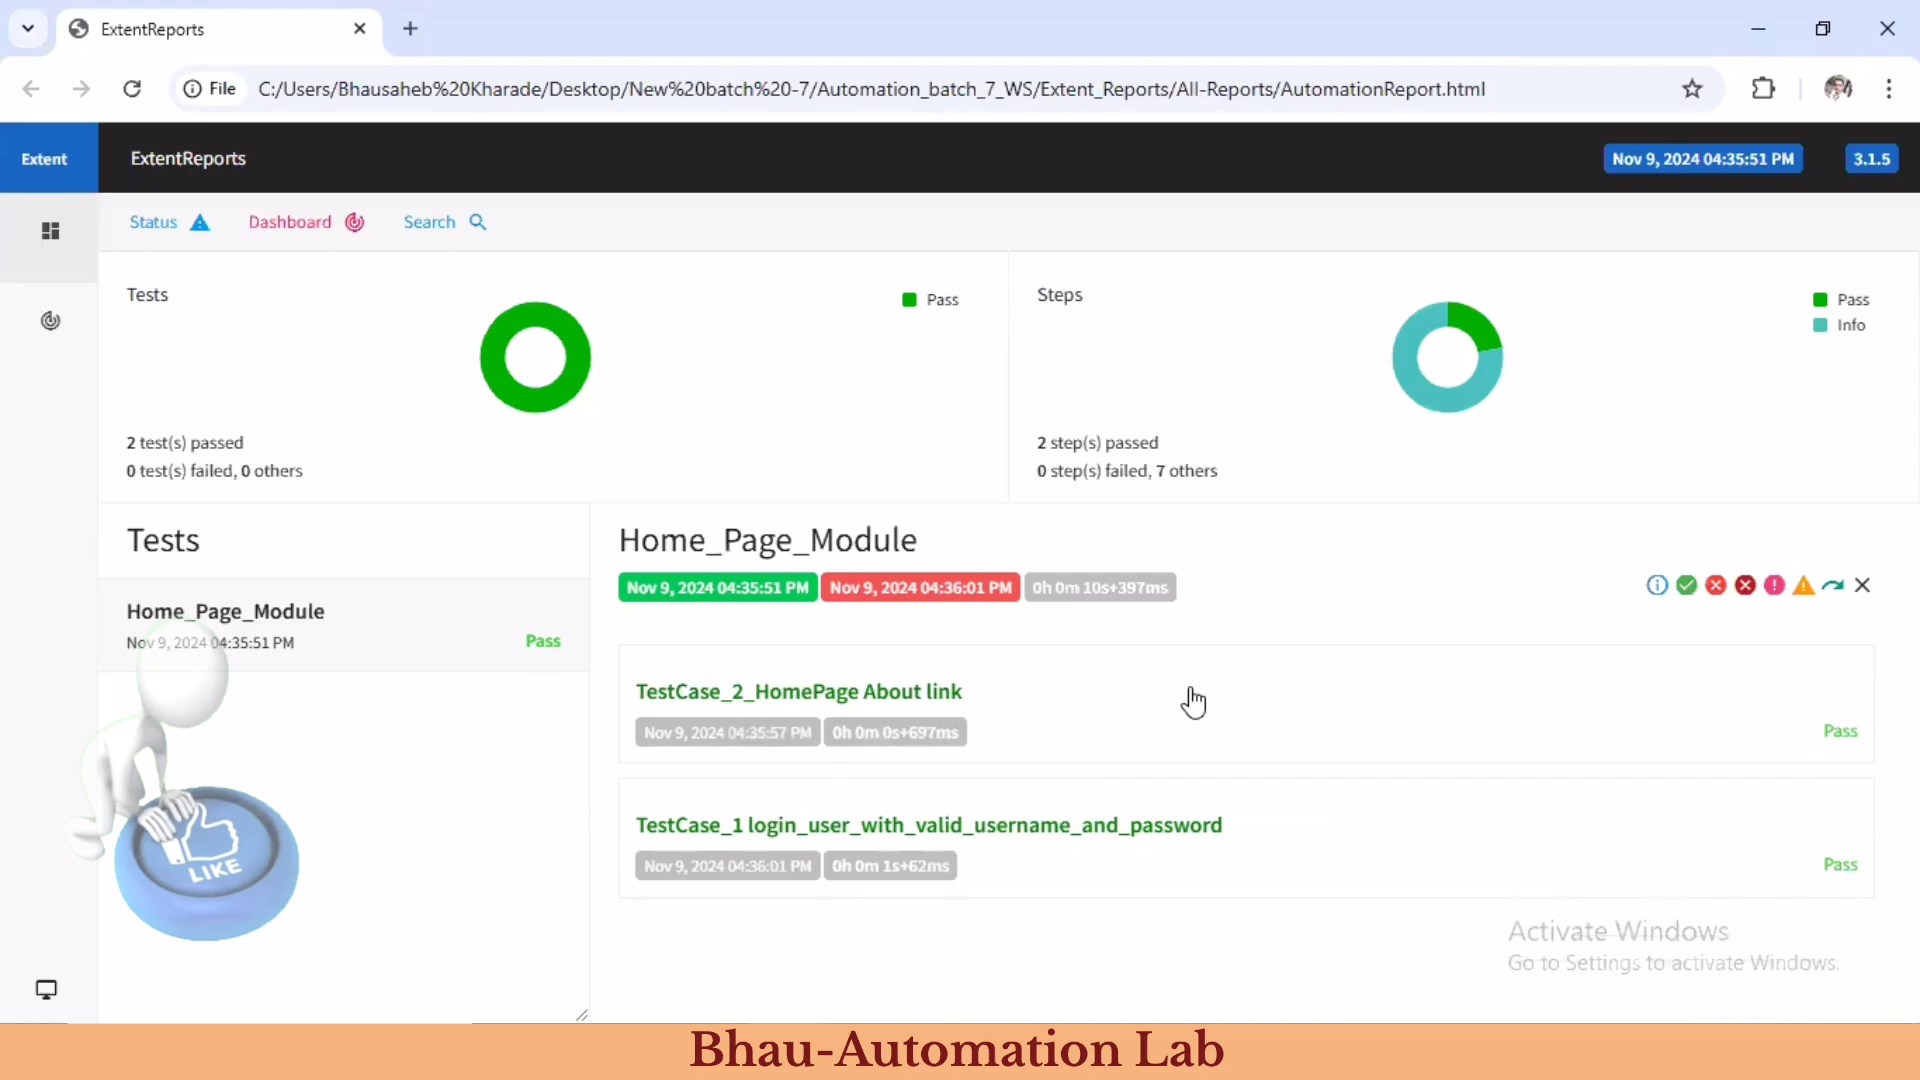 ExtentReports
File
C:/Users/Bhausaheb%20Kharade/Desktop/New%20batch%20-7/Automation_batch_7_WS/Extent_Reports/All-Reports/AutomationReport.html
Extent
ExtentReports
Nov 9, 2024 04:35:51 PM
3.1.5
Status
Dashboard
Search
Tests
Pass
2 test(s) passed
0 test(s) failed, 0 others
Steps
Pass
Info
2 step(s) passed
0 step(s) failed, 7 others
Tests
Home_Page_Module
Nov 9, 2024 04:35:51 PM
Pass
LIKE
Home_Page_Module
Nov 9, 2024 04:35:51 PM
Nov 9, 2024 04:36:01 PM
0h 0m 10s+397ms
TestCase_2_HomePage About link
Nov 9, 2024 04:35:57 PM
0h 0m 0s+697ms
Pass
TestCase_1 login_user_with_valid_username_and_password
Nov 9, 2024 04:36:01 PM
0h 0m 1s+62ms
Pass
Activate Windows
Go to Settings to activate Windows.
Bhau-Automation Lab